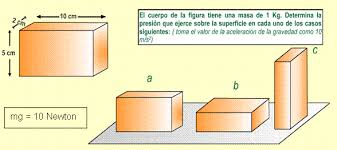 10 cm
2 cm
5 cm
El cuerpo de la figura tiene una masa de 1 Kg. Determina la
presión que ejerce sobre la superficie en cada uno de los casos
siguientes: ( toma el valor de la aceleración de la gravedad como 10
m/s²)
a
b
c
mg = 10 Newton